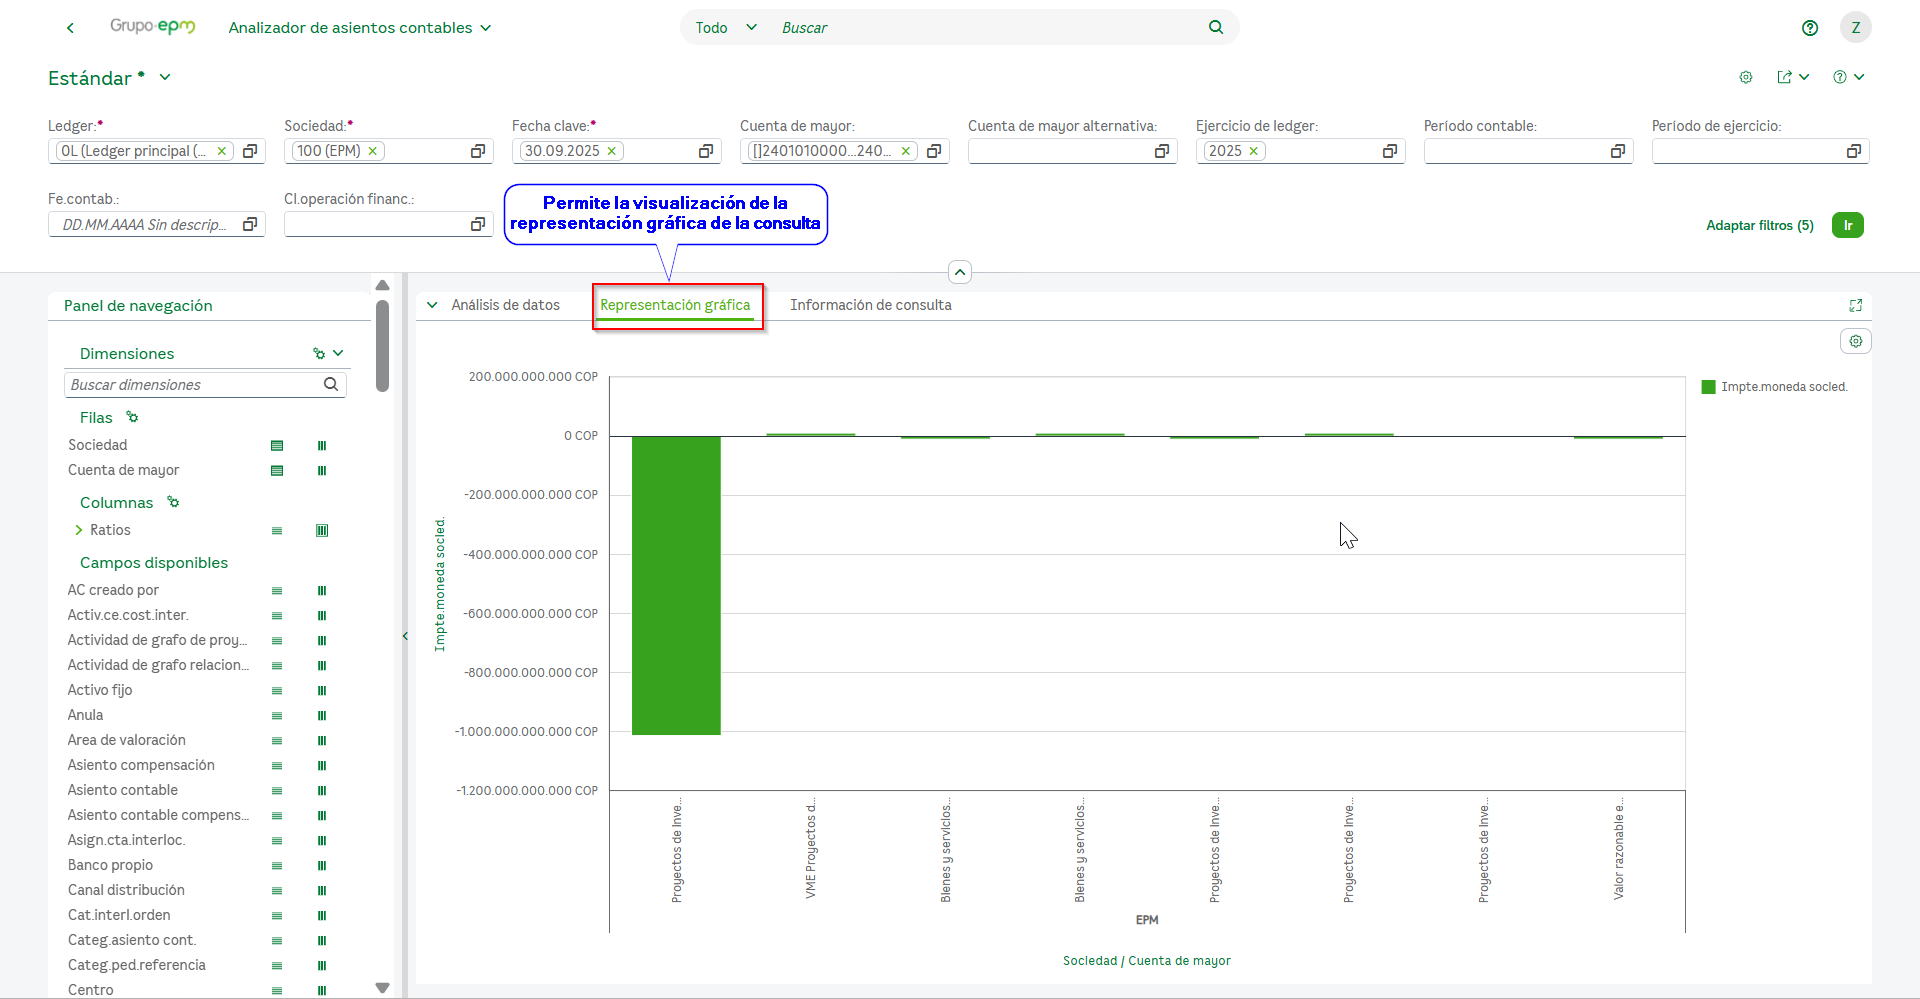 Grupo·epm
Analizador de asientos contables
Todo
Buscar
Z
Estándar *
Ledger:*
Sociedad:*
Fecha clave:*
Cuenta de mayor:
Cuenta de mayor alternativa:
Ejercicio de ledger:
Período contable:
Período de ejercicio:
0L (Ledger principal (...
100 (EPM)
30.09.2025
[]2401010000...240...
2025
Fe.contab.:
Cl.operación financ.:
DD.MM.AAAA Sin descrip...
Permite la visualización de la
representación gráfica de la consulta
Adaptar filtros (5)
Ir
Panel de navegación
Análisis de datos
Representación gráfica
Información de consulta
Dimensiones
Buscar dimensiones
Filas
Sociedad
Cuenta de mayor
Columnas
Ratios
Campos disponibles
AC creado por
Activ.ce.cost.inter.
Actividad de grafo de proy...
Actividad de grafo relacion...
Activo fijo
Anula
Area de valoración
Asiento compensación
Asiento contable
Asiento contable compens...
Asign.cta.interloc.
Banco propio
Canal distribución
Cat.interl.orden
Categ.asiento cont.
Categ.ped.referencia
Centro
Impte.moneda socied.
200.000.000.000 COP
0 COP
-200.000.000.000 COP
-400.000.000.000 COP
-600.000.000.000 COP
-800.000.000.000 COP
-1.000.000.000.000 COP
-1.200.000.000.000 COP
Impte.moneda socied.
Proyectos de inve...
VME Proyectos d...
Bienes y servicios...
Bienes y servicios...
Proyectos de inve...
Proyectos de inve...
Proyectos de inve...
Valor razonable e...
EPM
Sociedad / Cuenta de mayor